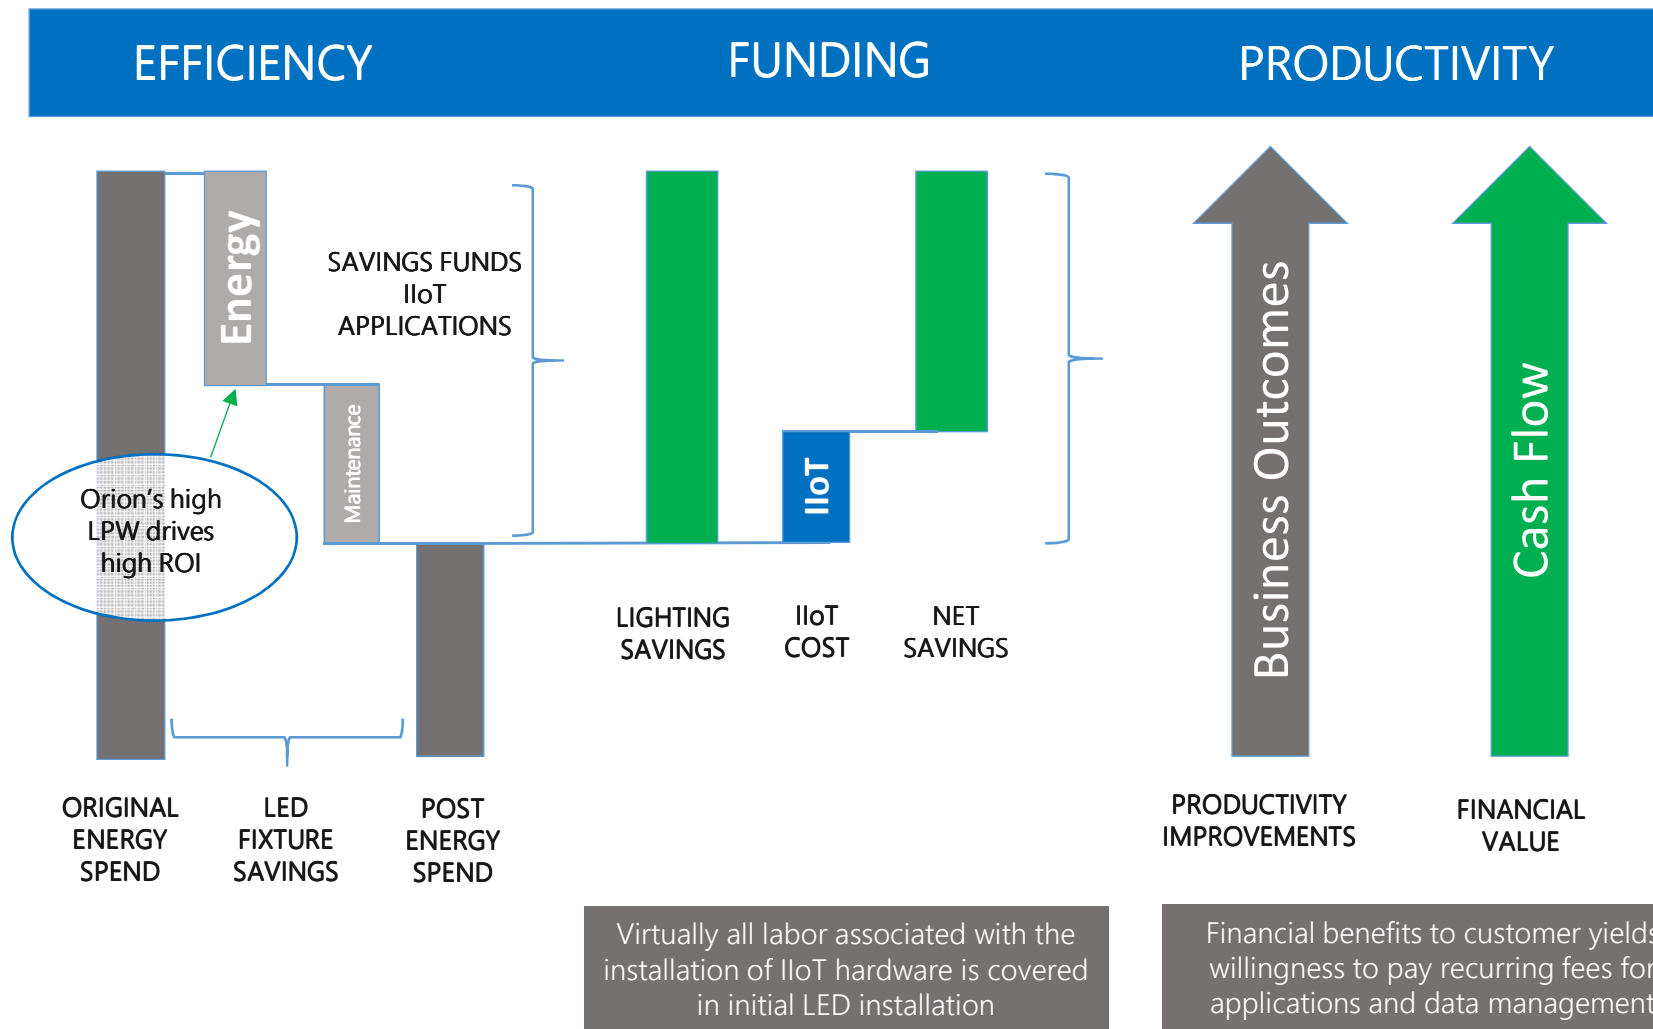 EFFICIENCY
FUNDING
PRODUCTIVITY
Energy
Maintenance
SAVINGS FUNDS
IIoT
APPLICATIONS
Orion's high
LPW drives
high ROI
ORIGINAL
ENERGY
SPEND
LED
FIXTURE
SAVINGS
POST
ENERGY
SPEND
IIoT
LIGHTING
SAVINGS
IIoT
COST
NET
SAVINGS
Virtually all labor associated with the
installation of IIoT hardware is covered
in initial LED installation
Business Outcomes
Cash Flow
PRODUCTIVITY
IMPROVEMENTS
FINANCIAL
VALUE
Financial benefits to customer yields
willingness to pay recurring fees for
applications and data management